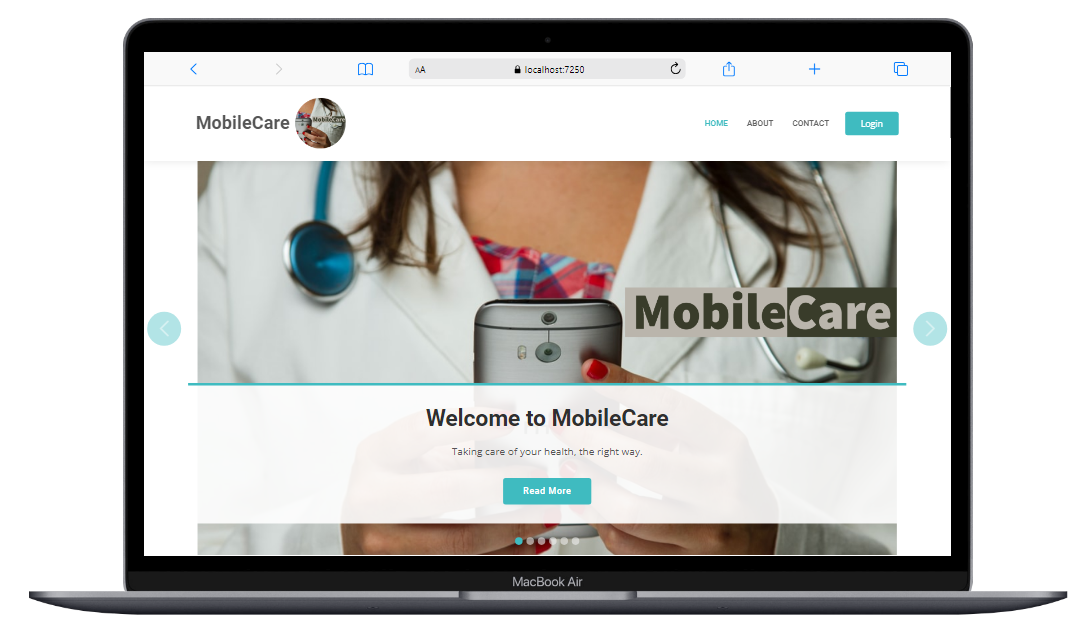 AA
localhost:7250
MobileCare
MobileCare
HOME ABOUT CONTACT Login
MobileCare
Welcome to MobileCare
Taking care of your health, the right way.
Read More
MacBook Air